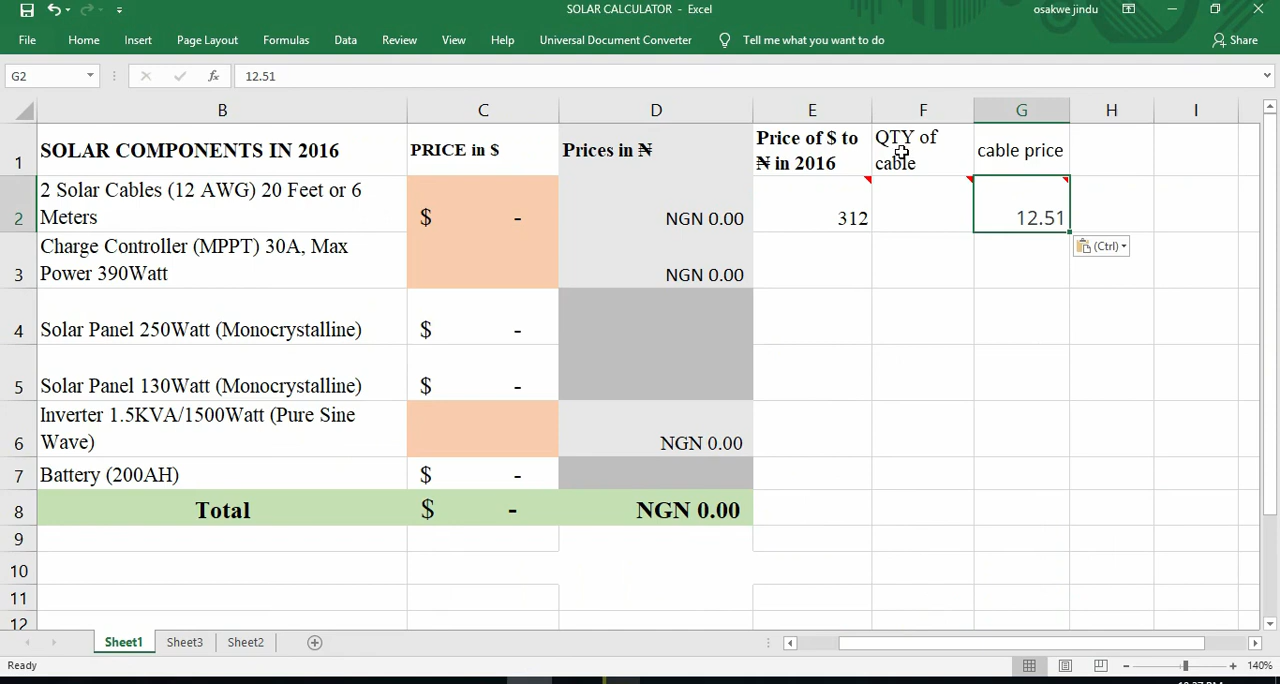 SOLAR CALCULATOR - Excel
osakwe jindu
File Home Insert Page Layout Formulas Data Review View Help Universal Document Converter Tell me what you want to do Share
G2 fx 12.51
B C D E F G H I
1 SOLAR COMPONENTS IN 2016 PRICE in $ Prices in ₦ Price of $ to ₦ in 2016 QTY of cable cable price
2 2 Solar Cables (12 AWG) 20 Feet or 6 Meters $ - NGN 0.00 312 12.51
(Ctrl)
3 Charge Controller (MPPT) 30A, Max Power 390Watt NGN 0.00
4 Solar Panel 250Watt (Monocrystalline) $ -
5 Solar Panel 130Watt (Monocrystalline) $ -
6 Inverter 1.5KVA/1500Watt (Pure Sine Wave) NGN 0.00
7 Battery (200AH) $ -
8 Total $ - NGN 0.00
9
10
11
12
Sheet1 Sheet3 Sheet2
Ready 140%